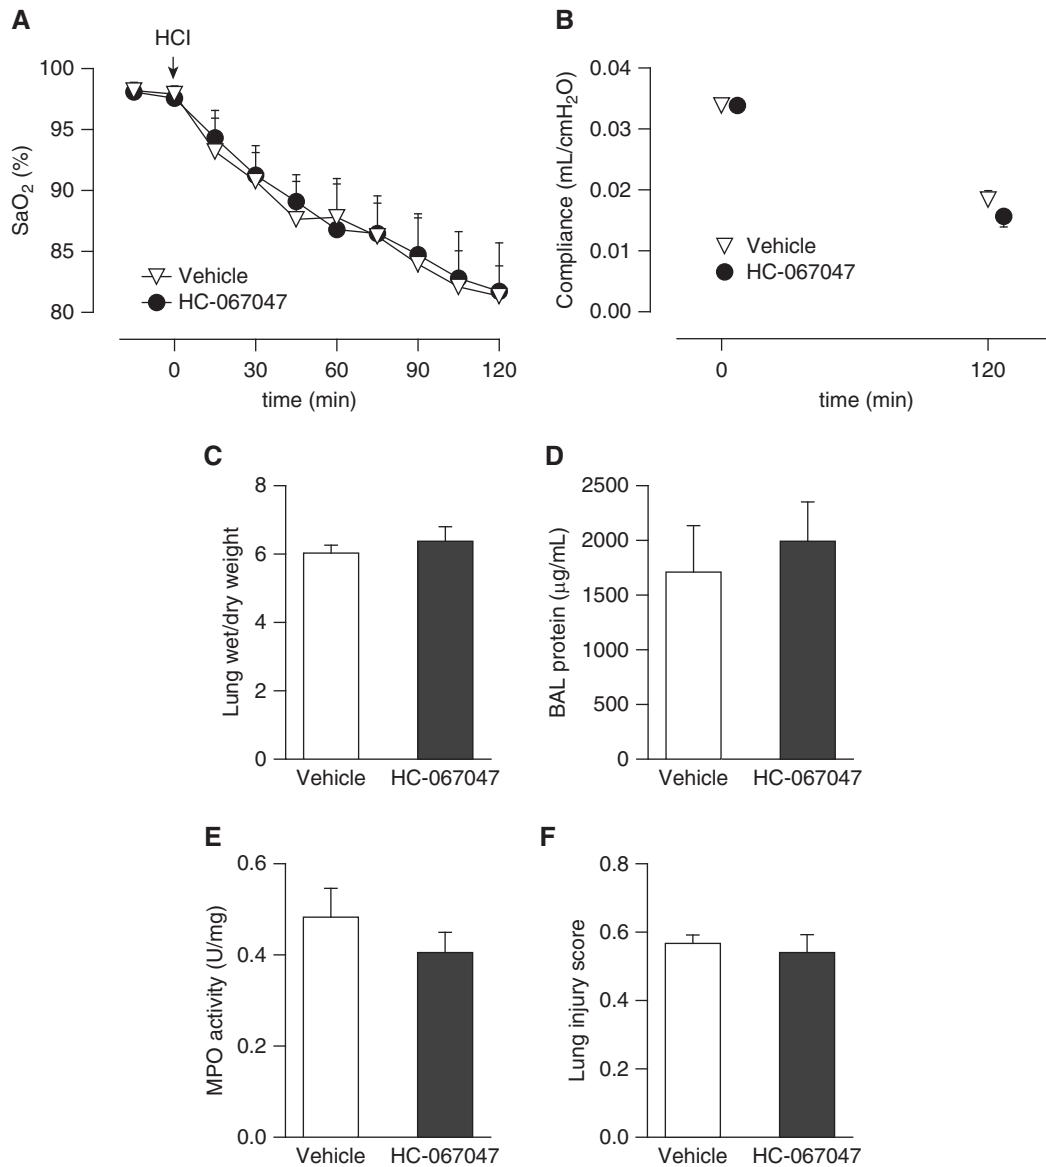 A
HCl
100
95
90
85
80
SaO2 (%)
Vehicle
HC-067047
0 30 60 90 120
time (min)
B
0.04
0.03
0.02
0.01
0.00
Compliance (mL/cmH2O)
Vehicle
HC-067047
0 120
time (min)
C
8
6
4
2
0
Lung wet/dry weight
Vehicle HC-067047
D
2500
2000
1500
1000
500
0
BAL protein (μg/mL)
Vehicle HC-067047
E
0.6
0.4
0.2
0.0
MPO activity (U/mg)
Vehicle HC-067047
F
0.8
0.6
0.4
0.2
0.0
Lung injury score
Vehicle HC-067047